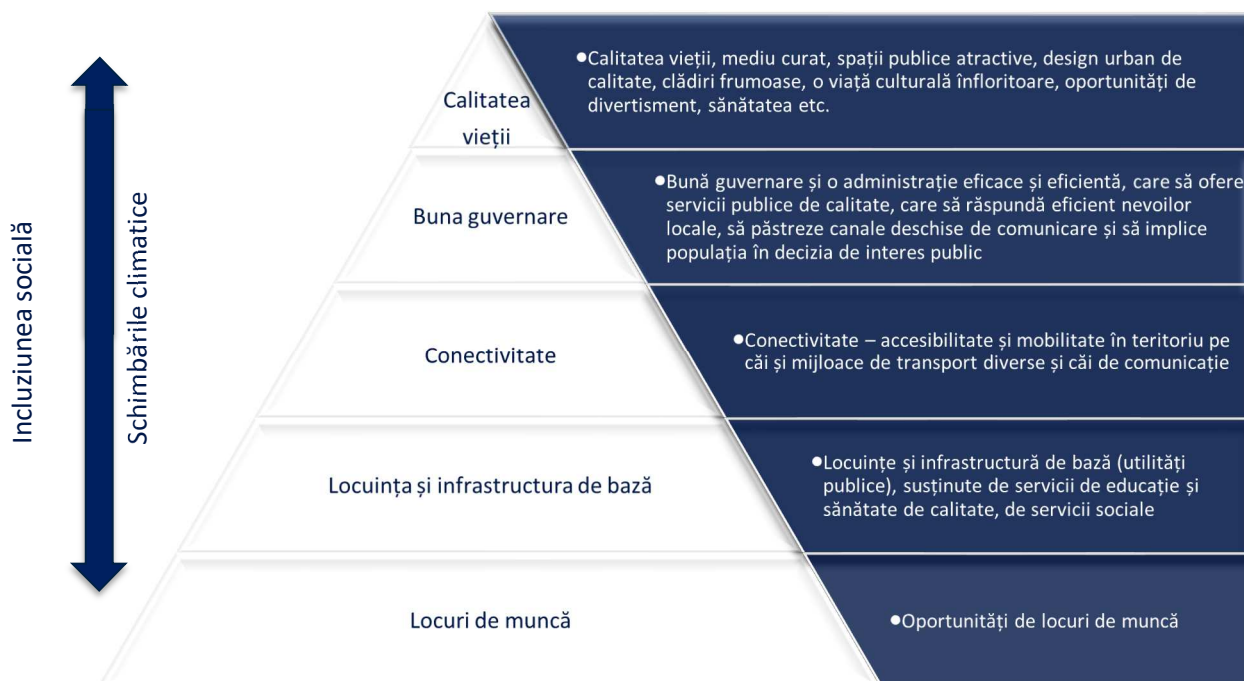 Incluziunea socială
Schimbările climatice
Calitatea
vieții
•Calitatea vieții, mediu curat, spații publice atractive, design urban de
calitate, clădiri frumoase, o viață culturală înfloritoare, oportunități de
divertisment, sănătatea etc.
Buna guvernare
•Bună guvernare și o administrație eficace și eficientă, care să ofere
servicii publice de calitate, care să răspundă eficient nevoilor
locale, să păstreze canale deschise de comunicare și să implice
populația în decizia de interes public
Conectivitate
•Conectivitate – accesibilitate și mobilitate în teritoriu pe
căi și mijloace de transport diverse și căi de comunicație
Locuința și infrastructura de bază
•Locuințe și infrastructură de bază (utilități
publice), susținute de servicii de educație și
sănătate de calitate, de servicii sociale
Locuri de muncă
•Oportunități de locuri de muncă